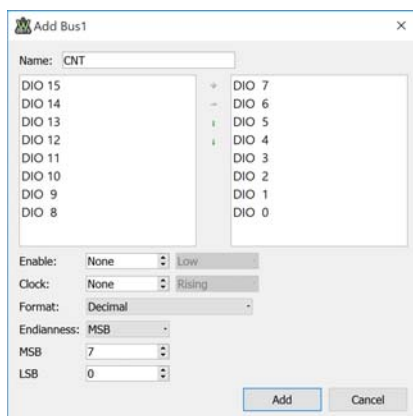 Add Bus1
Name: CNT
DIO 15
DIO 14
DIO 13
DIO 12
DIO 11
DIO 10
DIO 9
DIO 8
DIO 7
DIO 6
DIO 5
DIO 4
DIO 3
DIO 2
DIO 1
DIO 0
Enable: None Low
Clock: None Rising
Format: Decimal
Endianness: MSB
MSB 7
LSB 0
Add Cancel